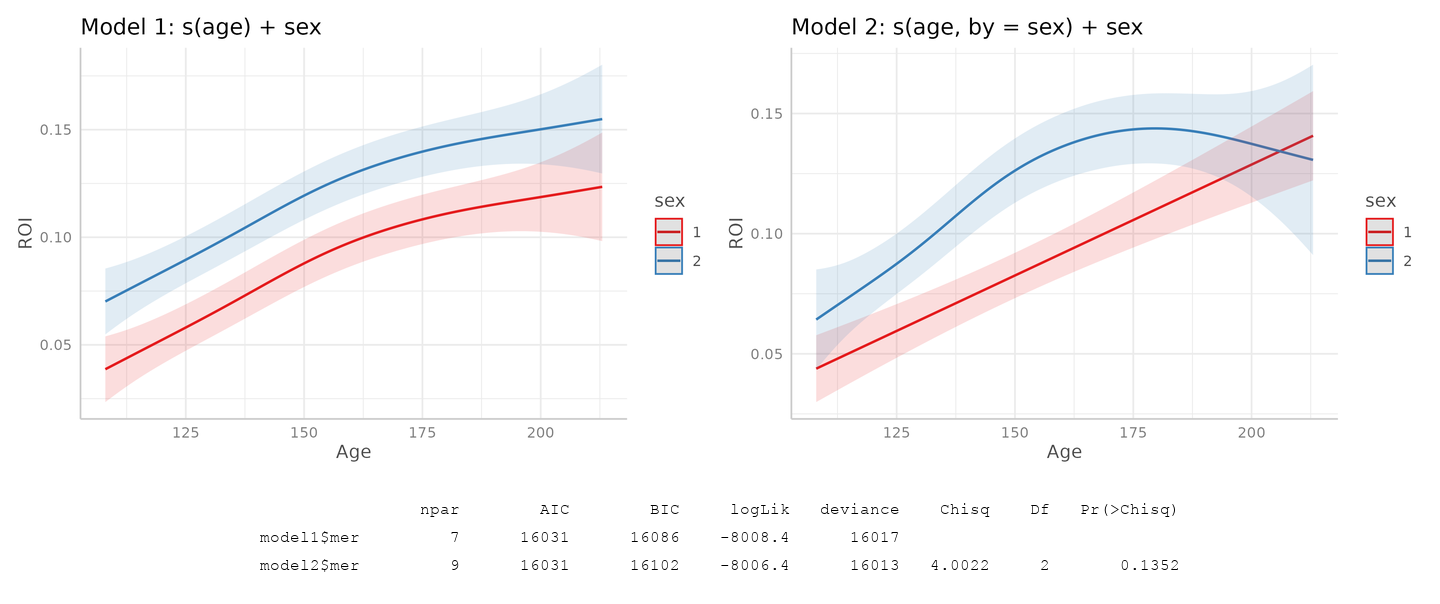 Model 1: s(age) + sex
ROI
0.15
0.10
0.05
125 150 175 200
Age
sex
1
2
Model 2: s(age, by = sex) + sex
ROI
0.15
0.10
0.05
125 150 175 200
Age
sex
1
2
npar AIC BIC logLik deviance Chisq Df Pr(>Chisq)
model1$mer 7 16031 16086 -8008.4 16017
model2$mer 9 16031 16102 -8006.4 16013 4.0022 2 0.1352